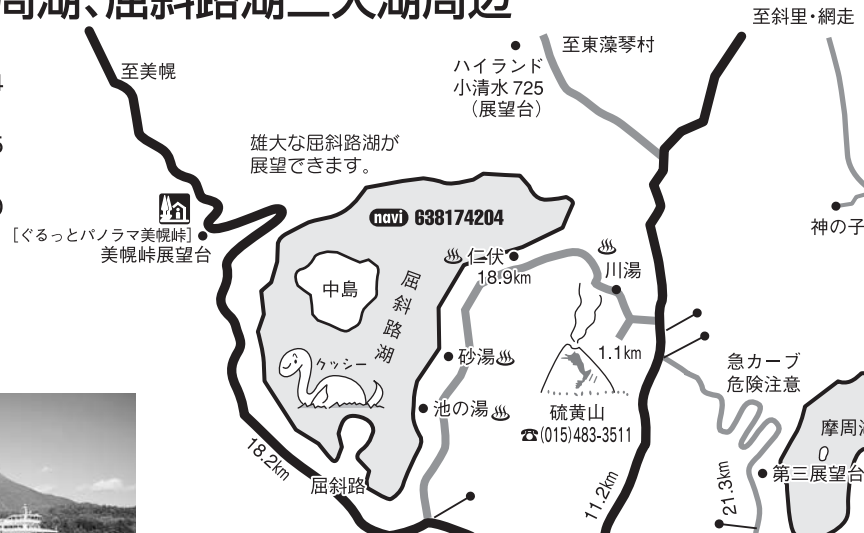 周湖、屈斜路湖三大湖周辺
至斜里・網走
至美幌
至東藻琴村
ハイランド
小清水 725
(展望台)
雄大な屈斜路湖が
展望できます。
navi 638174204
[ぐるっとパノラマ美幌峠]
美幌峠展望台
神の子
仁伏
18.9km
川湯
中島
屈斜路湖
クッシー
砂湯
1.1km
急カーブ
危険注意
池の湯
硫黄山
☎(015)483-3511
摩周湖
第三展望台
18.2km
屈斜路
11.2km
21.3km